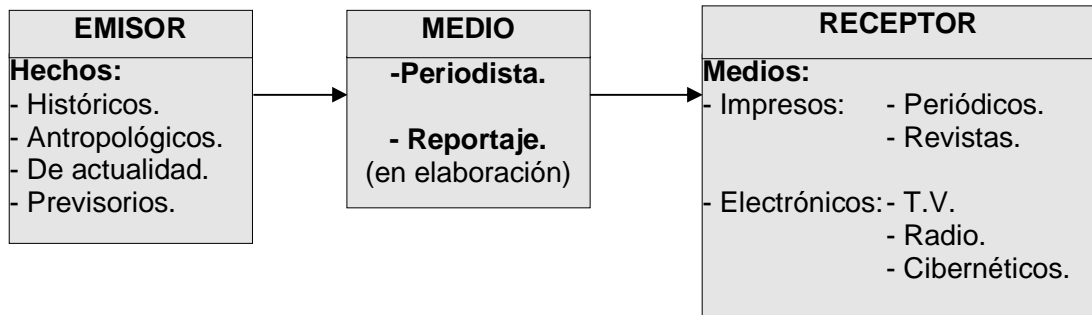 EMISOR
Hechos:
- Históricos.
- Antropológicos.
- De actualidad.
- Previsorios.
MEDIO
-Periodista.
- Reportaje.
(en elaboración)
RECEPTOR
Medios:
- Impresos: - Periódicos.
- Revistas.
- Electrónicos: - T.V.
- Radio.
- Cibernéticos.